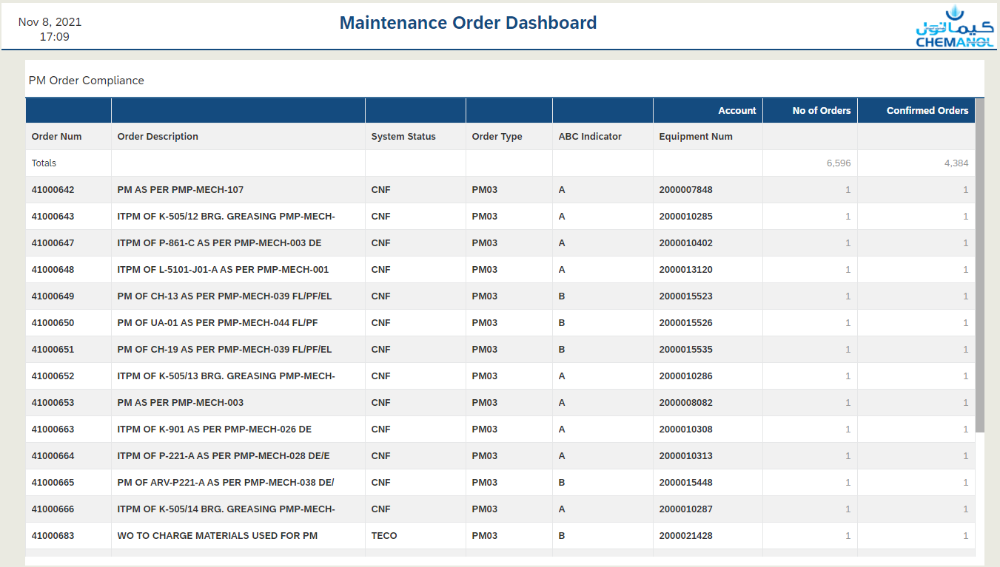 Nov 8, 2021
17:09
Maintenance Order Dashboard
كيماتول
CHEMANOL
PM Order Compliance
Account No of Orders Confirmed Orders
Order Num Order Description System Status Order Type ABC Indicator Equipment Num
Totals 6,596 4,384
41000642 PM AS PER PMP-MECH-107 CNF PM03 A 2000007848 1 1
41000643 ITPM OF K-505/12 BRG. GREASING PMP-MECH- CNF PM03 A 2000010285 1 1
41000647 ITPM OF P-861-C AS PER PMP-MECH-003 DE CNF PM03 A 2000010402 1 1
41000648 ITPM OF L-5101-J01-A AS PER PMP-MECH-001 CNF PM03 A 2000013120 1 1
41000649 PM OF CH-13 AS PER PMP-MECH-039 FL/PF/EL CNF PM03 B 2000015523 1 1
41000650 PM OF UA-01 AS PER PMP-MECH-044 FL/PF CNF PM03 B 2000015526 1 1
41000651 PM OF CH-19 AS PER PMP-MECH-039 FL/PF/EL CNF PM03 B 2000015535 1 1
41000652 ITPM OF K-505/13 BRG. GREASING PMP-MECH- CNF PM03 A 2000010286 1 1
41000653 PM AS PER PMP-MECH-003 CNF PM03 A 2000008082 1 1
41000663 ITPM OF K-901 AS PER PMP-MECH-026 DE CNF PM03 A 2000010308 1 1
41000664 ITPM OF P-221-A AS PER PMP-MECH-028 DE/E CNF PM03 A 2000010313 1 1
41000665 PM OF ARV-P221-A AS PER PMP-MECH-038 DE/ CNF PM03 B 2000015448 1 1
41000666 ITPM OF K-505/14 BRG. GREASING PMP-MECH- CNF PM03 A 2000010287 1 1
41000683 WO TO CHARGE MATERIALS USED FOR PM TECO PM03 B 2000021428 1 1